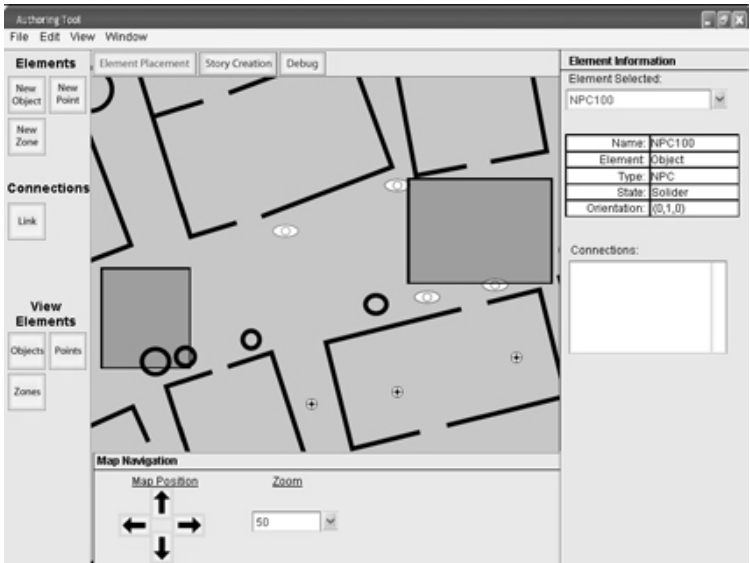 Authoring Tool
File Edit View Window
Elements
New Object
New Point
New Zone
Connections
Link
View Elements
Objects
Points
Zones
Element Placement
Story Creation
Debug
Map Navigation
Map Position
Zoom
50
Element Information
Element Selected:
NPC100
Name: NPC100
Element: Object
Type: NPC
State: Solider
Orientation: (0,1,0)
Connections: